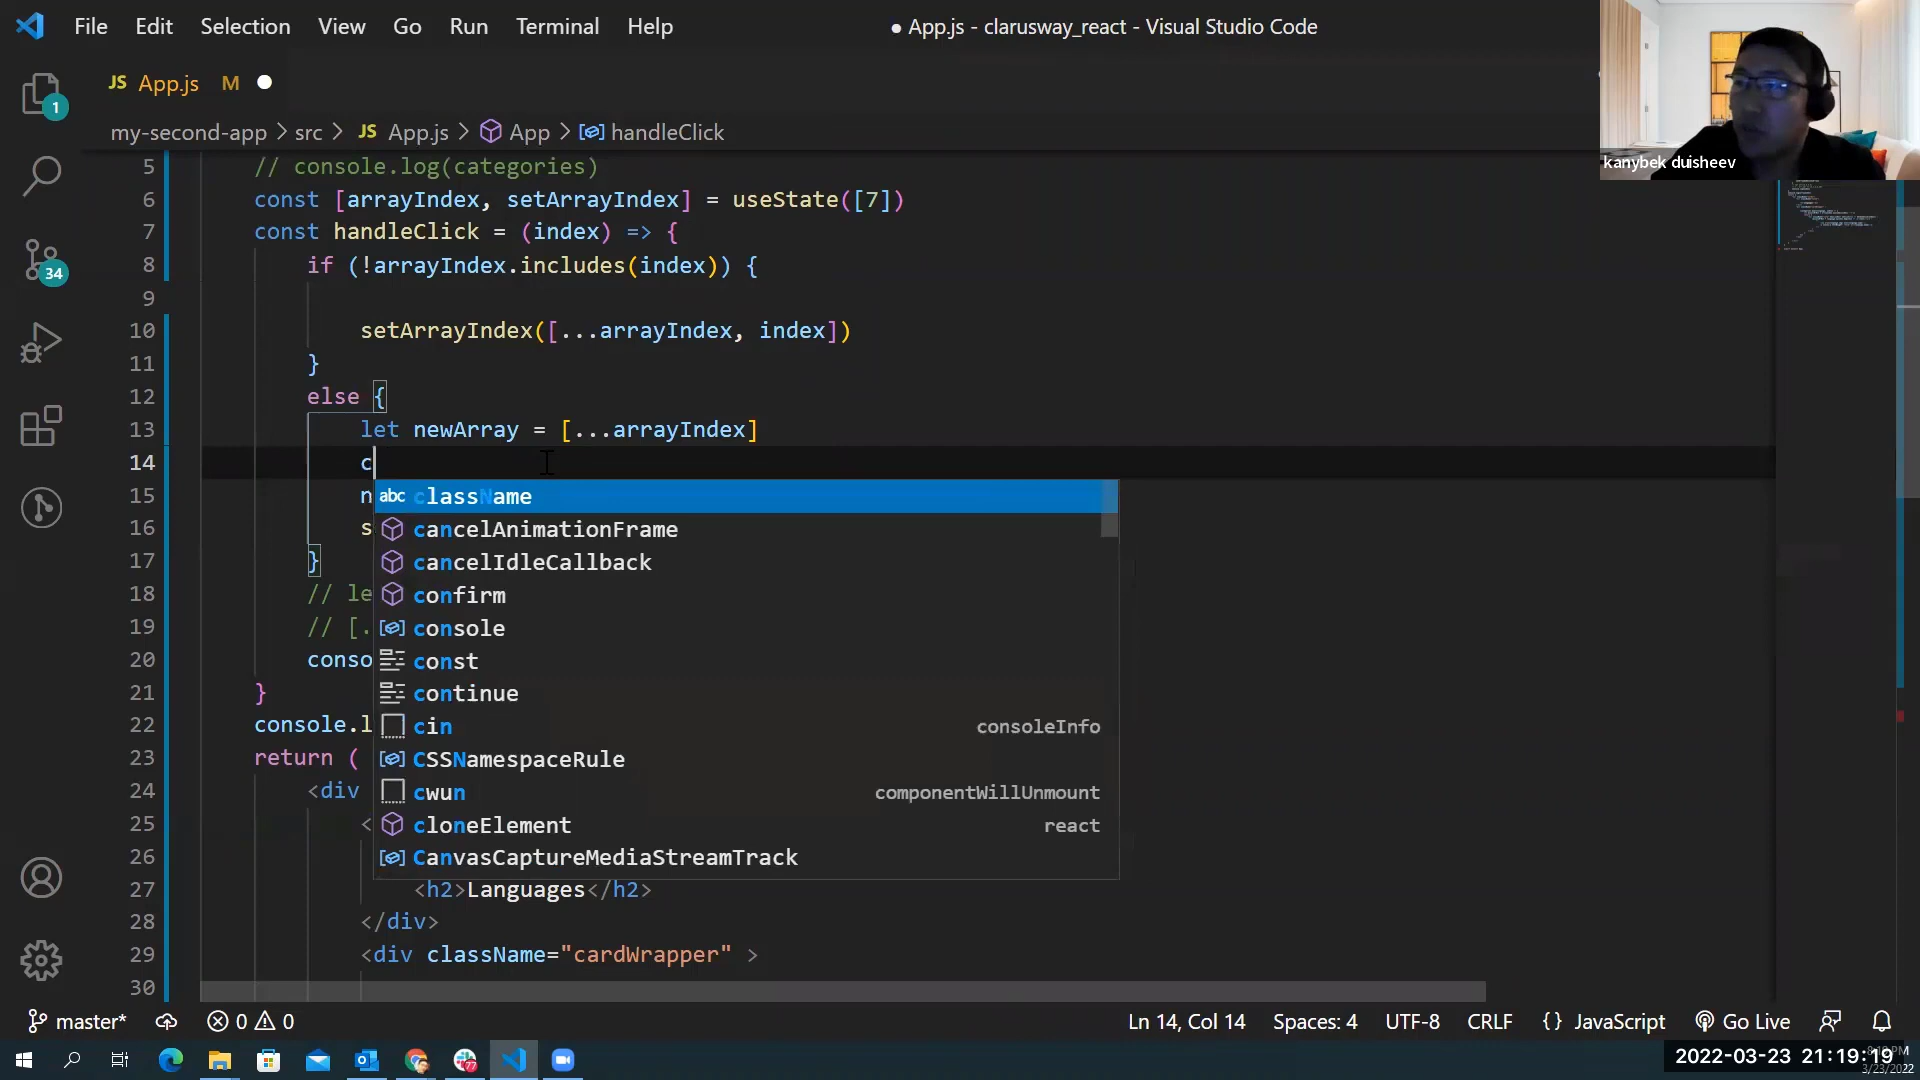 File Edit Selection View Go Run Terminal Help
● App.js - clarusway_react - Visual Studio Code
JS App.js M
my-second-app > src > JS App.js > App > handleClick
kanybek duisheev
5 // console.log(categories)
6 const [arrayIndex, setArrayIndex] = useState([7])
7 const handleClick = (index) => {
8 if (!arrayIndex.includes(index)) {
9
10 setArrayIndex([...arrayIndex, index])
11 }
12 else {
13 let newArray = [...arrayIndex]
14 c
15 n
16 s
17 }
18 // le
19 // [.
20 conso
21 }
22 console.l
23 return (
24 <div
25 <
26
27 <h2>Languages</h2>
28 </div>
29 <div className="cardWrapper" >
30
abc className
cancelAnimationFrame
cancelIdleCallback
confirm
console
const
continue
cin consoleInfo
CSSNamespaceRule
cwun componentWillUnmount
cloneElement react
CanvasCaptureMediaStreamTrack
1
34
master* 0 0 Ln 14, Col 14 Spaces: 4 UTF-8 CRLF {} JavaScript Go Live
77
2022-03-23 21:19:19
3/23/2022